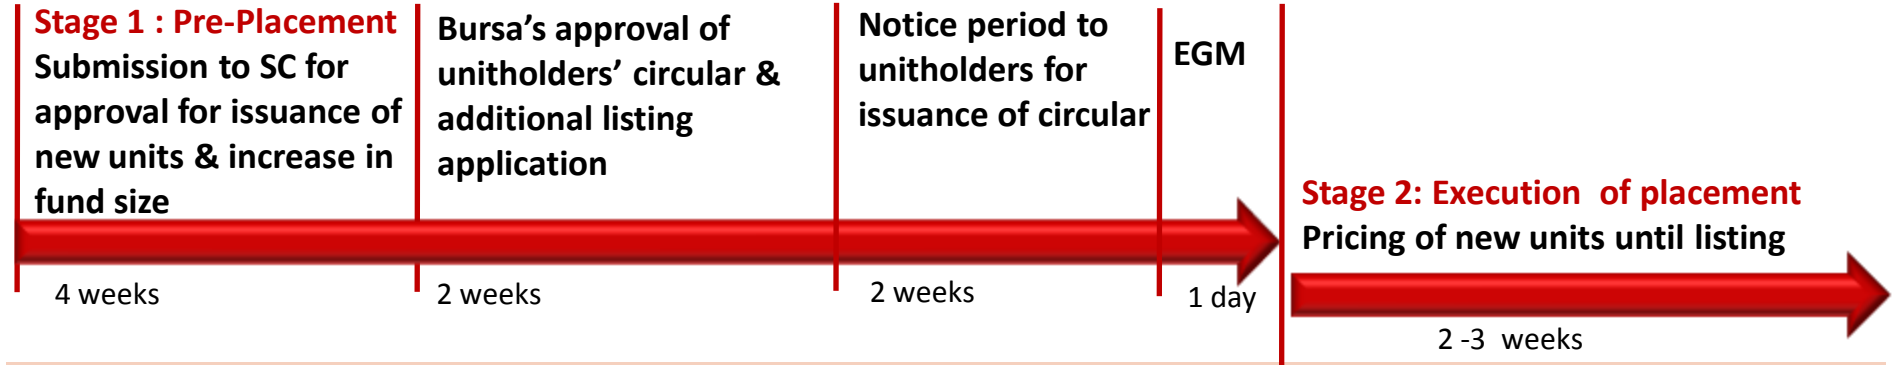 Stage 1 : Pre-Placement
Submission to SC for
approval for issuance of
new units & increase in
fund size
4 weeks
Bursa’s approval of
unitholders’ circular &
additional listing
application
2 weeks
Notice period to
unitholders for
issuance of circular
2 weeks
EGM
1 day
Stage 2: Execution  of placement
Pricing of new units until listing
2 -3  weeks